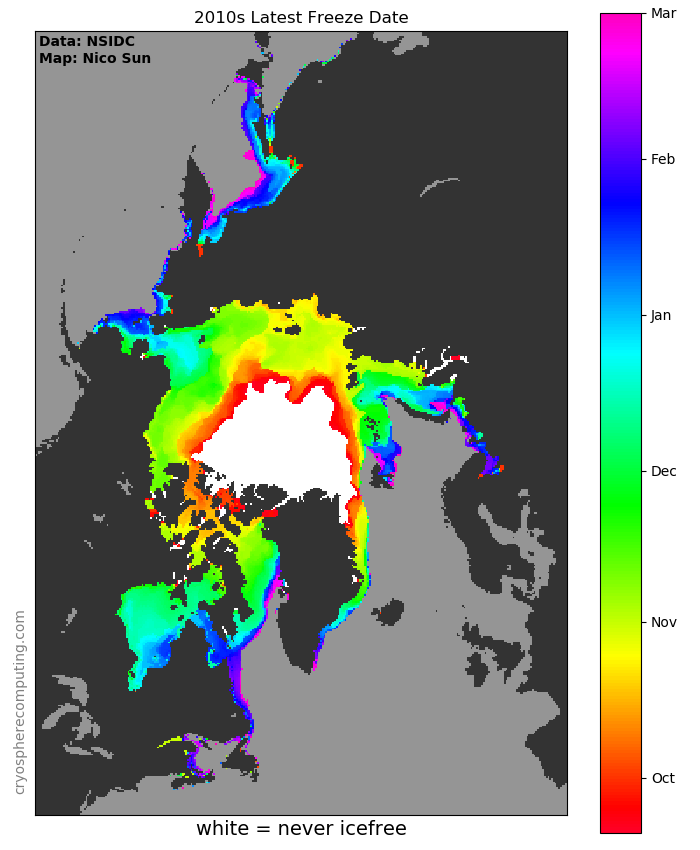 2010s Latest Freeze Date
Data: NSIDC
Map: Nico Sun
Mar
Feb
Jan
Dec
Nov
Oct
cryospherecomputing.com
white = never icefree